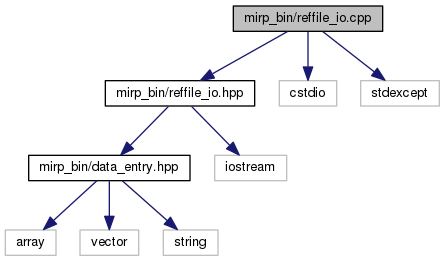 mirp_bin/reffile_io.cpp
mirp_bin/reffile_io.hpp
cstdio
stdexcept
mirp_bin/data_entry.hpp
iostream
array
vector
string